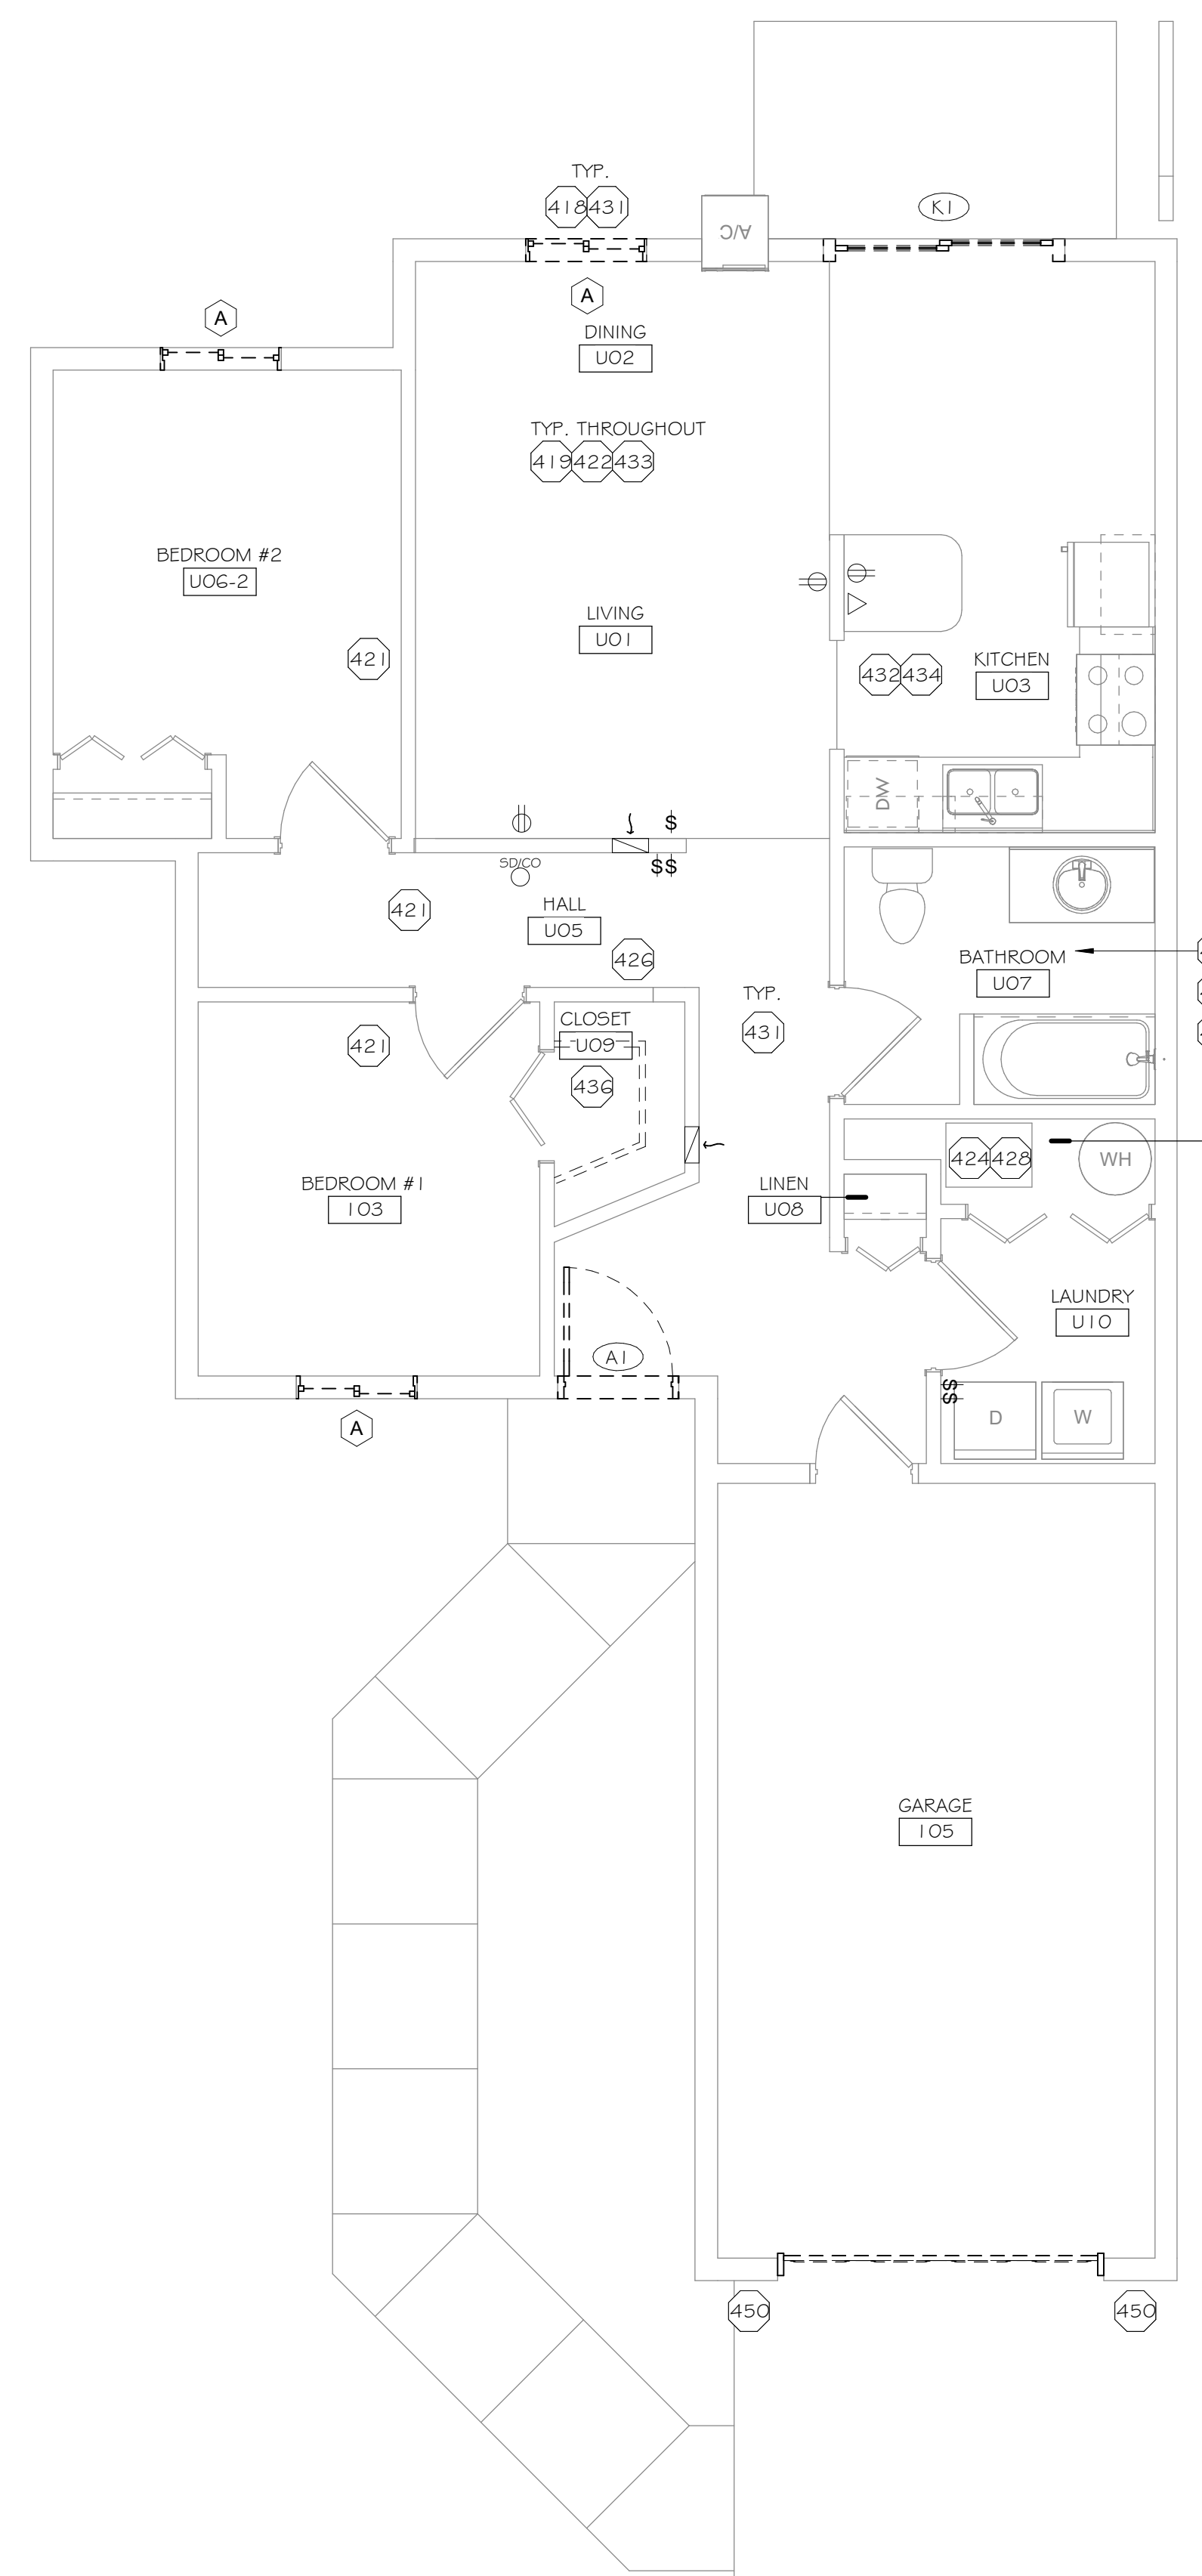 TYP.
418 431
K1
A/C
A
A
DINING
U02
TYP. THROUGHOUT
419 422 433
BEDROOM #2
U06-2
LIVING
U01
421
432 434
KITCHEN
U03
DW
$
SD/CO
$$
HALL
U05
421
426
BATHROOM
U07
TYP.
431
CLOSET
U09
421
436
424 428
WH
BEDROOM #1
103
LINEN
U08
LAUNDRY
U10
A1
$$
D
W
A
GARAGE
105
450
450